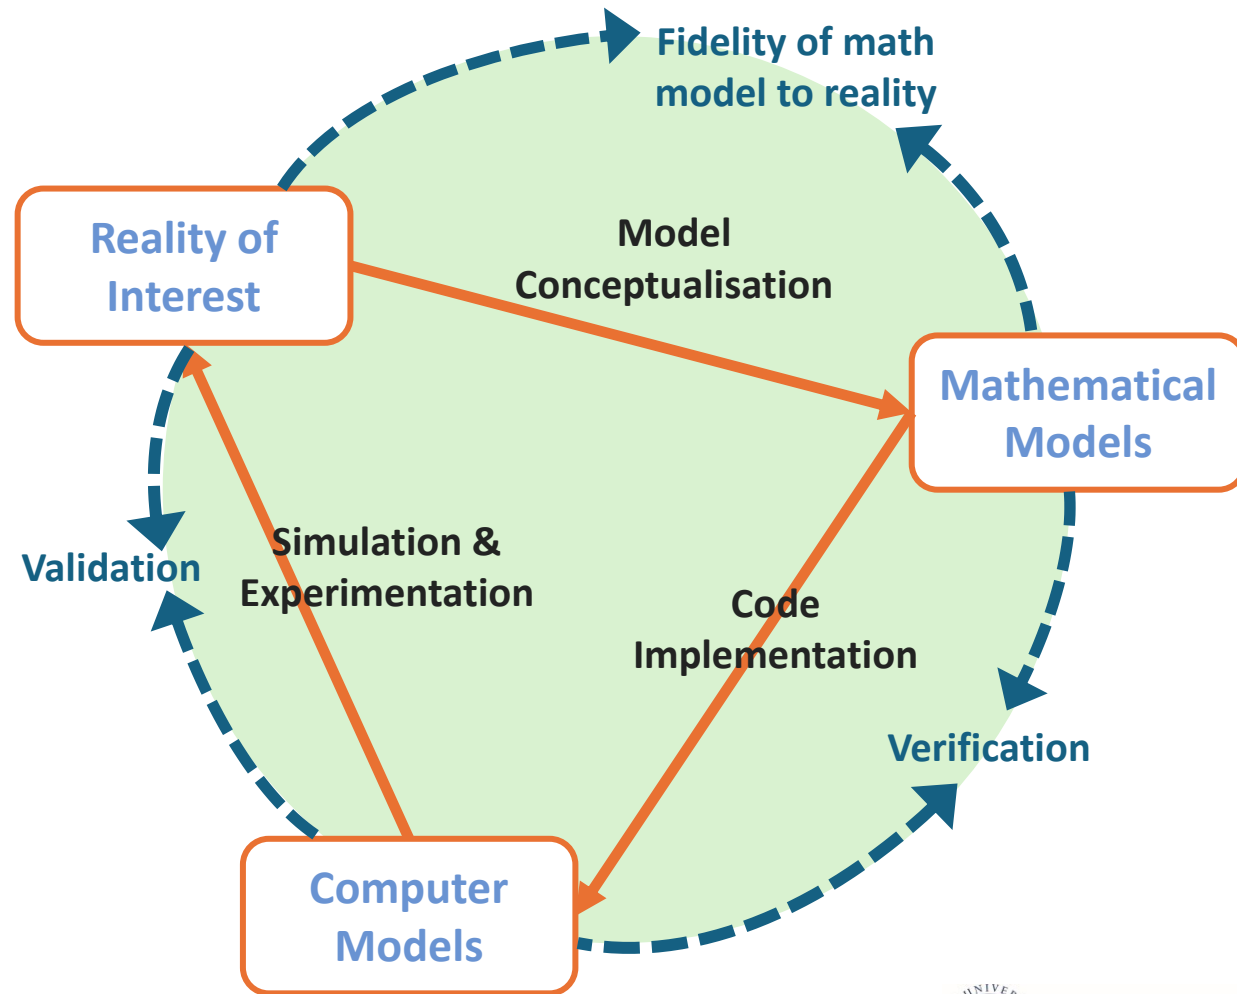 Fidelity of math
model to reality
Reality of
Interest
Model
Conceptualisation
Mathematical
Models
Simulation &
Experimentation
Validation
Code
Implementation
Verification
Computer
Models